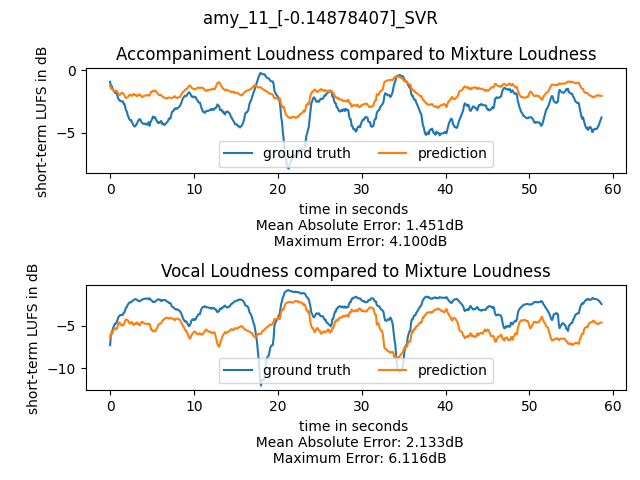 amy_11_[-0.14878407]_SVR
Accompaniment Loudness compared to Mixture Loudness
short-term LUFS in dB
0
−5
ground truth
prediction
0 10 20 30 40 50 60
time in seconds
Mean Absolute Error: 1.451dB
Maximum Error: 4.100dB
Vocal Loudness compared to Mixture Loudness
short-term LUFS in dB
−5
−10
ground truth
prediction
0 10 20 30 40 50 60
time in seconds
Mean Absolute Error: 2.133dB
Maximum Error: 6.116dB